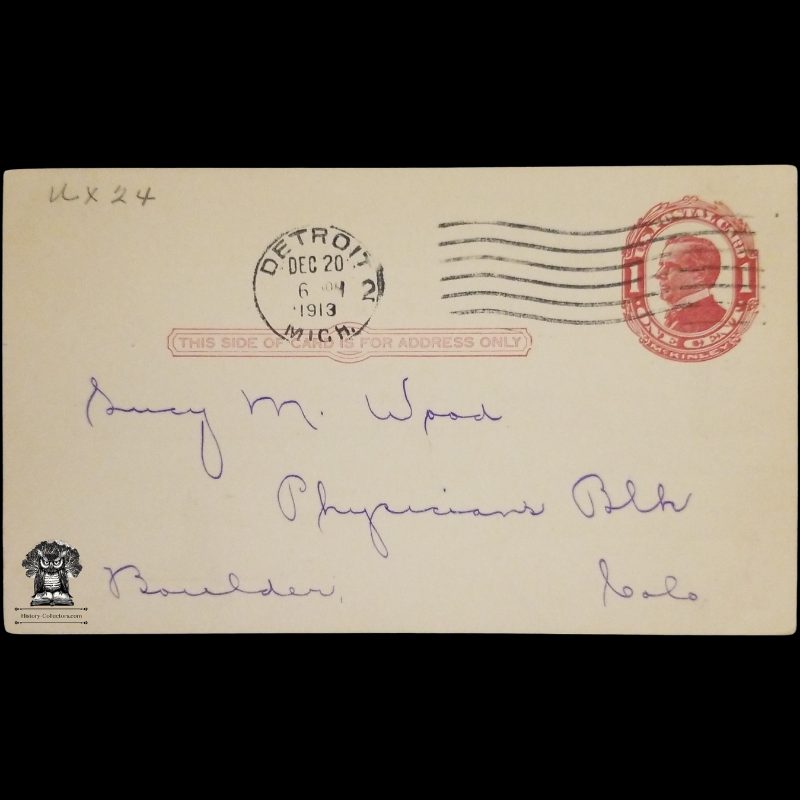 UX 24
DETROIT
DEC 20
6
2
1913
MICH.
U.S. POSTAL CARD
1 1
ONE CENT
McKINLEY
THIS SIDE OF CARD IS FOR ADDRESS ONLY
Lucy M. Wood
Physicians Blk
Boulder, Colo
History-Collectors.com